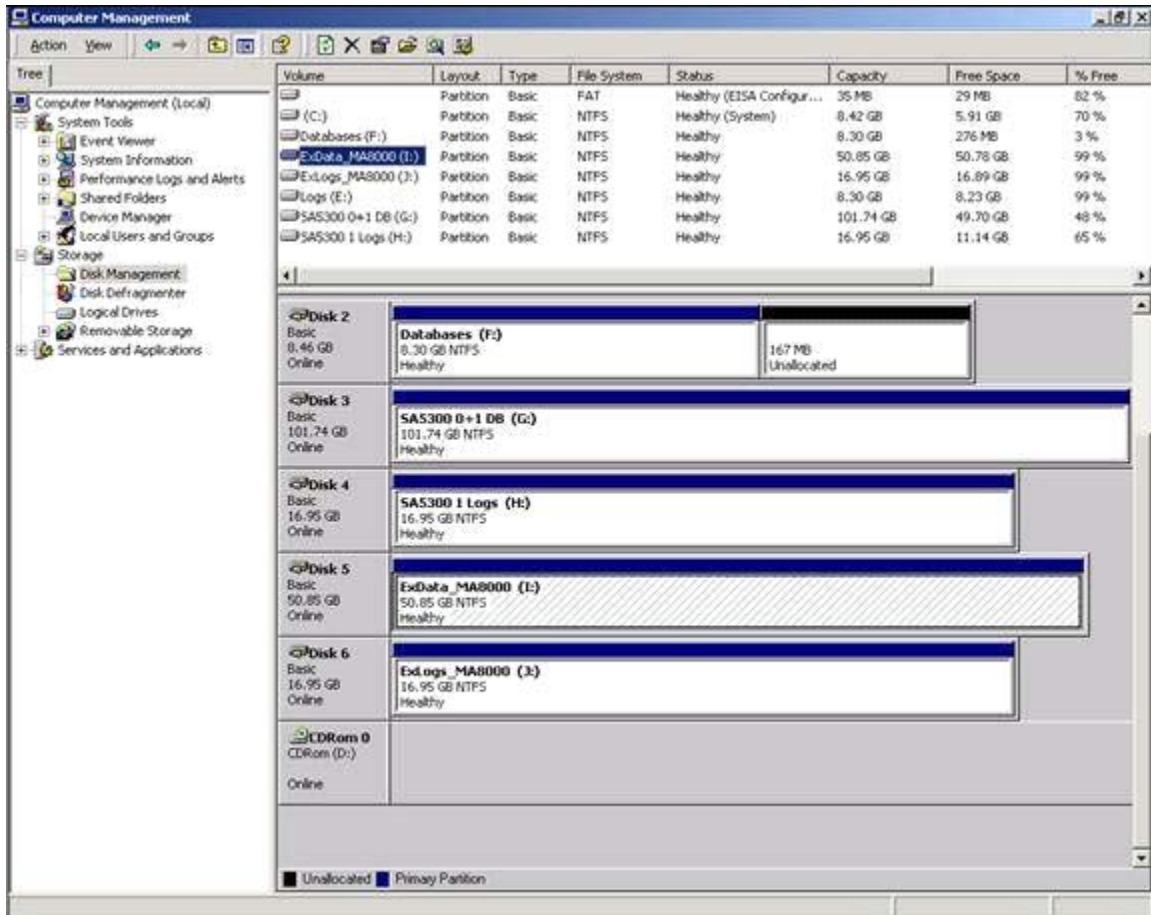 Computer Management
Action View
Tree
Computer Management (Local)
System Tools
Event Viewer
System Information
Performance Logs and Alerts
Shared Folders
Device Manager
Local Users and Groups
Storage
Disk Management
Disk Defragmenter
Logical Drives
Removable Storage
Services and Applications
Volume Layout Type File System Status Capacity Free Space % Free
Partition Basic FAT Healthy (EISA Configur... 35 MB 29 MB 82 %
(C:) Partition Basic NTFS Healthy (System) 8.42 GB 5.91 GB 70 %
Databases (F:) Partition Basic NTFS Healthy 8.30 GB 276 MB 3 %
ExData_MA8000 (I:) Partition Basic NTFS Healthy 50.85 GB 50.78 GB 99 %
ExLogs_MA8000 (J:) Partition Basic NTFS Healthy 16.95 GB 16.89 GB 99 %
Logs (E:) Partition Basic NTFS Healthy 8.30 GB 8.23 GB 99 %
SA5300 0+1 DB (G:) Partition Basic NTFS Healthy 101.74 GB 49.70 GB 48 %
SA5300 1 Logs (H:) Partition Basic NTFS Healthy 16.95 GB 11.14 GB 65 %
Disk 2
Basic
8.46 GB
Online
Databases (F:)
8.30 GB NTFS
Healthy
167 MB
Unallocated
Disk 3
Basic
101.74 GB
Online
SA5300 0+1 DB (G:)
101.74 GB NTFS
Healthy
Disk 4
Basic
16.95 GB
Online
SA5300 1 Logs (H:)
16.95 GB NTFS
Healthy
Disk 5
Basic
50.85 GB
Online
ExData_MA8000 (I:)
50.85 GB NTFS
Healthy
Disk 6
Basic
16.95 GB
Online
ExLogs_MA8000 (J:)
16.95 GB NTFS
Healthy
CDRom 0
CDRom (D:)
Online
Unallocated Primary Partition